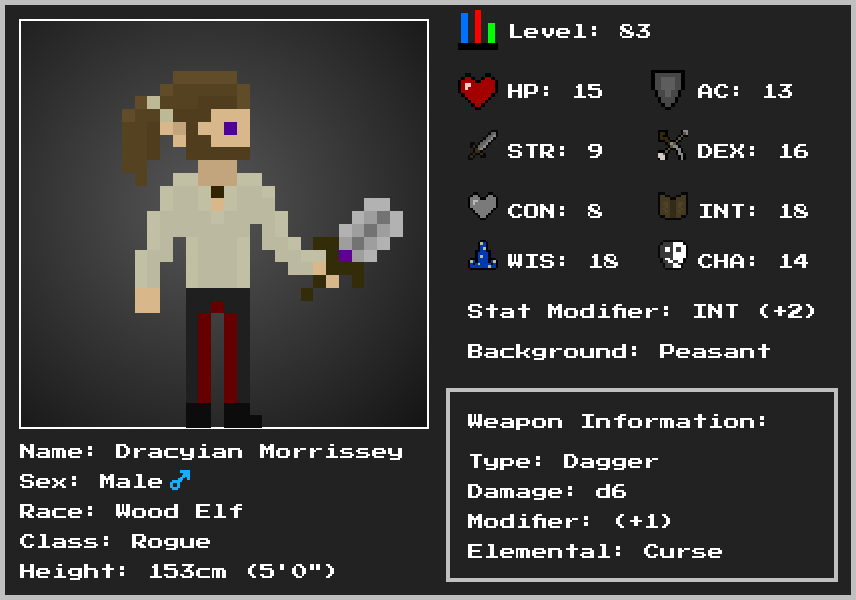 Level: 83
HP: 15
AC: 13
STR: 9
DEX: 16
CON: 8
INT: 18
WIS: 18
CHA: 14
Stat Modifier: INT (+2)
Background: Peasant
Weapon Information:
Type: Dagger
Damage: d6
Modifier: (+1)
Elemental: Curse
Name: Dracyian Morrissey
Sex: Male ♂
Race: Wood Elf
Class: Rogue
Height: 153cm (5'0")